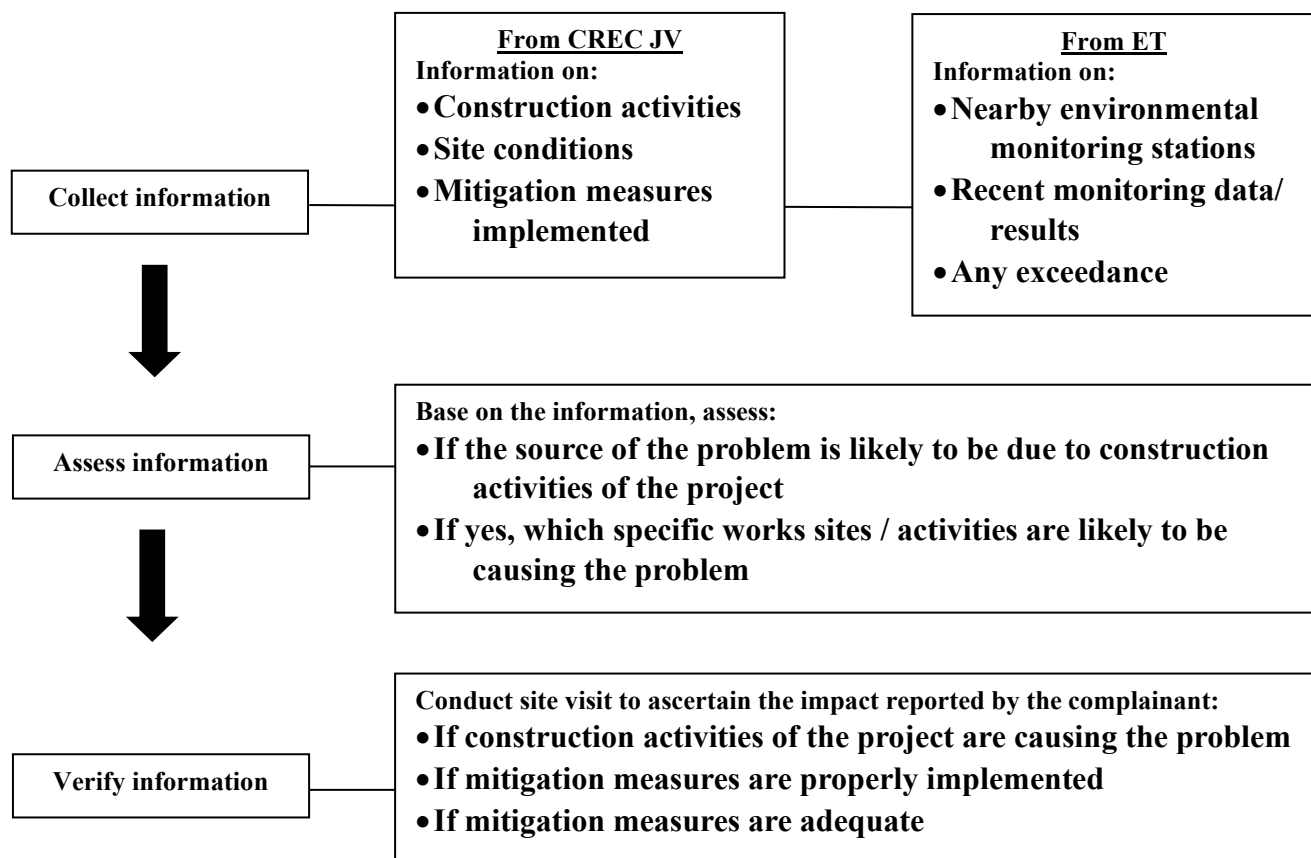 Collect information
From CREC JV
Information on:
•Construction activities
•Site conditions
•Mitigation measures
implemented
From ET
Information on:
•Nearby environmental
monitoring stations
•Recent monitoring data/
results
•Any exceedance
Assess information
Base on the information, assess:
•If the source of the problem is likely to be due to construction
activities of the project
•If yes, which specific works sites / activities are likely to be
causing the problem
Verify information
Conduct site visit to ascertain the impact reported by the complainant:
•If construction activities of the project are causing the problem
•If mitigation measures are properly implemented
•If mitigation measures are adequate